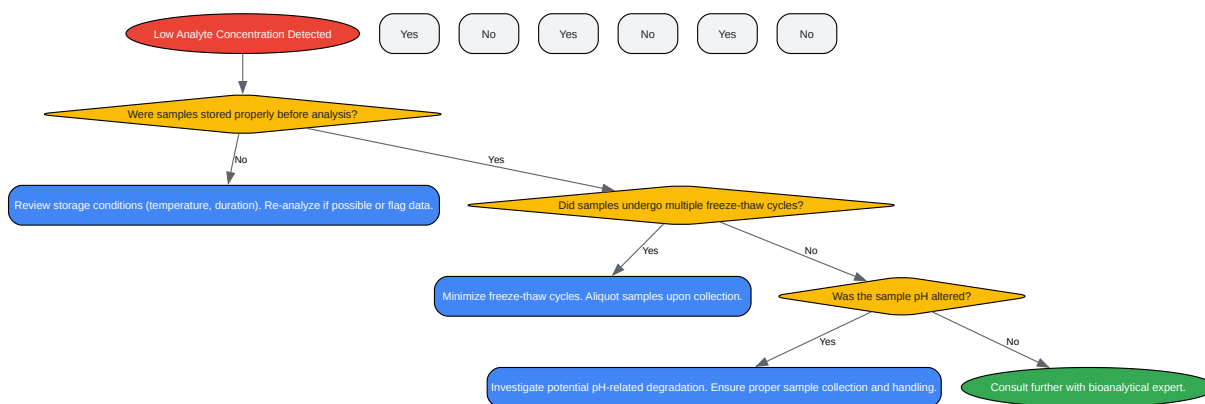 Low Analyte Concentration Detected
Yes
No
Yes
No
Yes
No
Were samples stored properly before analysis?
No
Yes
Review storage conditions (temperature, duration). Re-analyze if possible or flag data.
Did samples undergo multiple freeze-thaw cycles?
Yes
No
Minimize freeze-thaw cycles. Aliquot samples upon collection.
Was the sample pH altered?
Yes
No
Investigate potential pH-related degradation. Ensure proper sample collection and handling.
Consult further with bioanalytical expert.